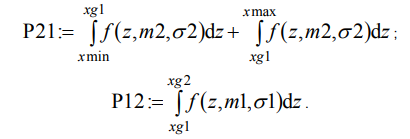 xg1 xmax
P21:= ∫f(z,m2,σ2)dz + ∫f(z,m2,σ2)dz ;
xmin xg1
xg2
P12:= ∫f(z,m1,σ1)dz .
xg1